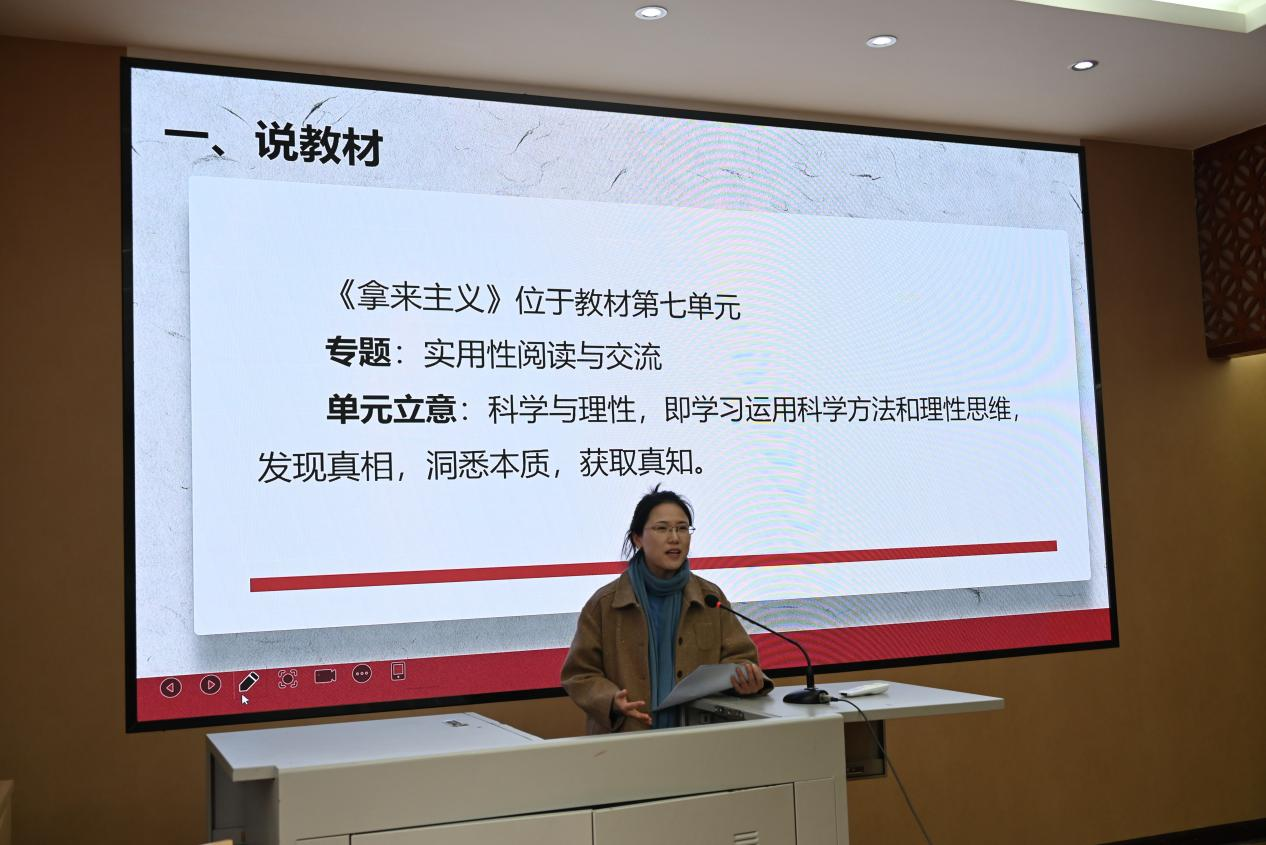 一、说教材
《拿来主义》位于教材第七单元
专题：实用性阅读与交流
单元立意：科学与理性，即学习运用科学方法和理性思维，
发现真相，洞悉本质，获取真知。